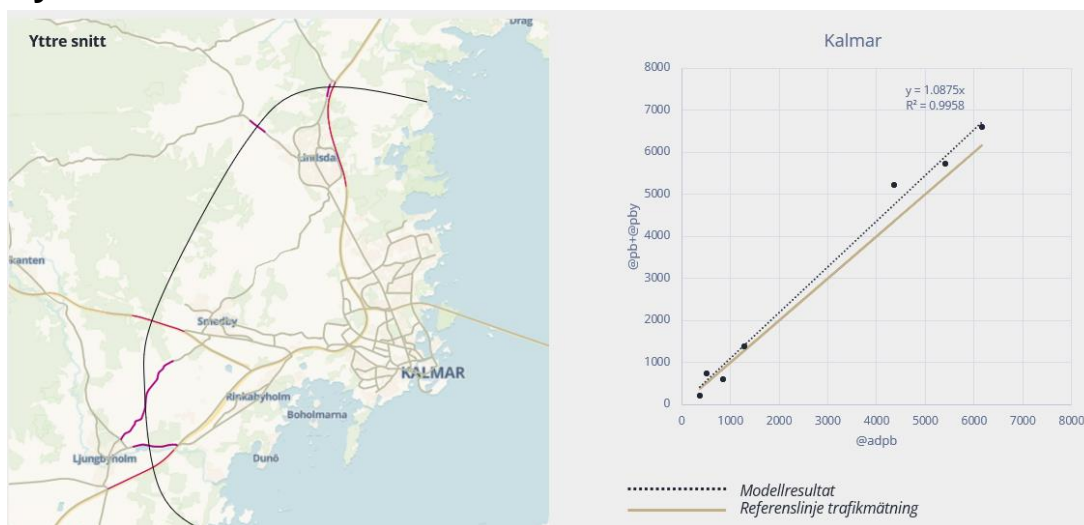 Yttre snitt
Drag
Lindsdal
kanten
Smedby
KALMAR
Rinkabyholm
Boholmarna
Ljungbyholm
Dunö
Kalmar
8000
7000
6000
5000
4000
3000
2000
1000
0
y = 1.0875x
R² = 0.9958
@pb+@pby
0 1000 2000 3000 4000 5000 6000 7000 8000
@adpb
Modellresultat
Referenslinje trafikmätning